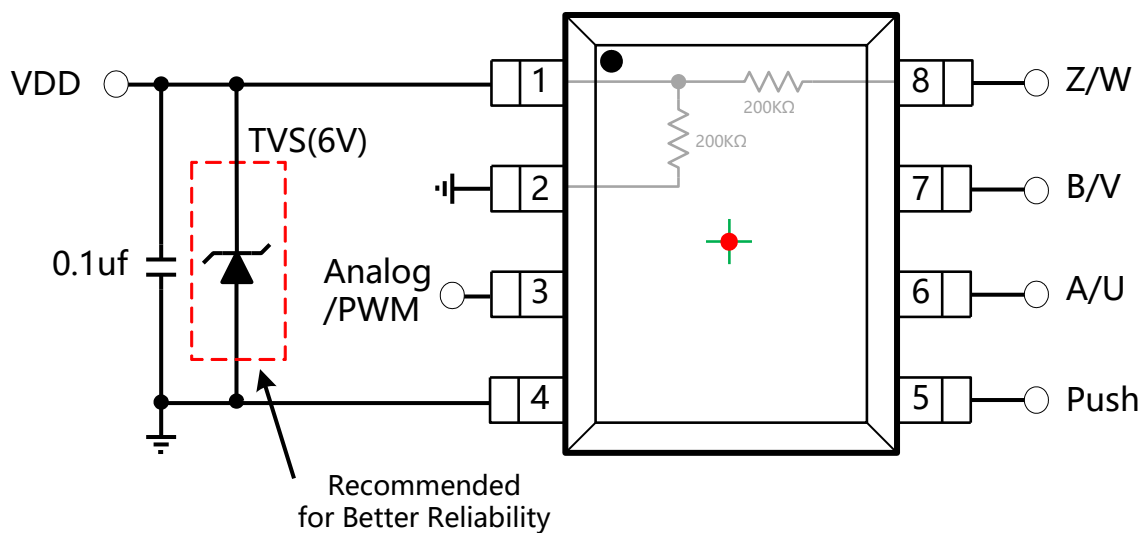 VDD
TVS(6V)
0.1uf
Analog
/PWM
1
2
3
4
200KΩ
200KΩ
8
7
6
5
Z/W
B/V
A/U
Push
Recommended
for Better Reliability